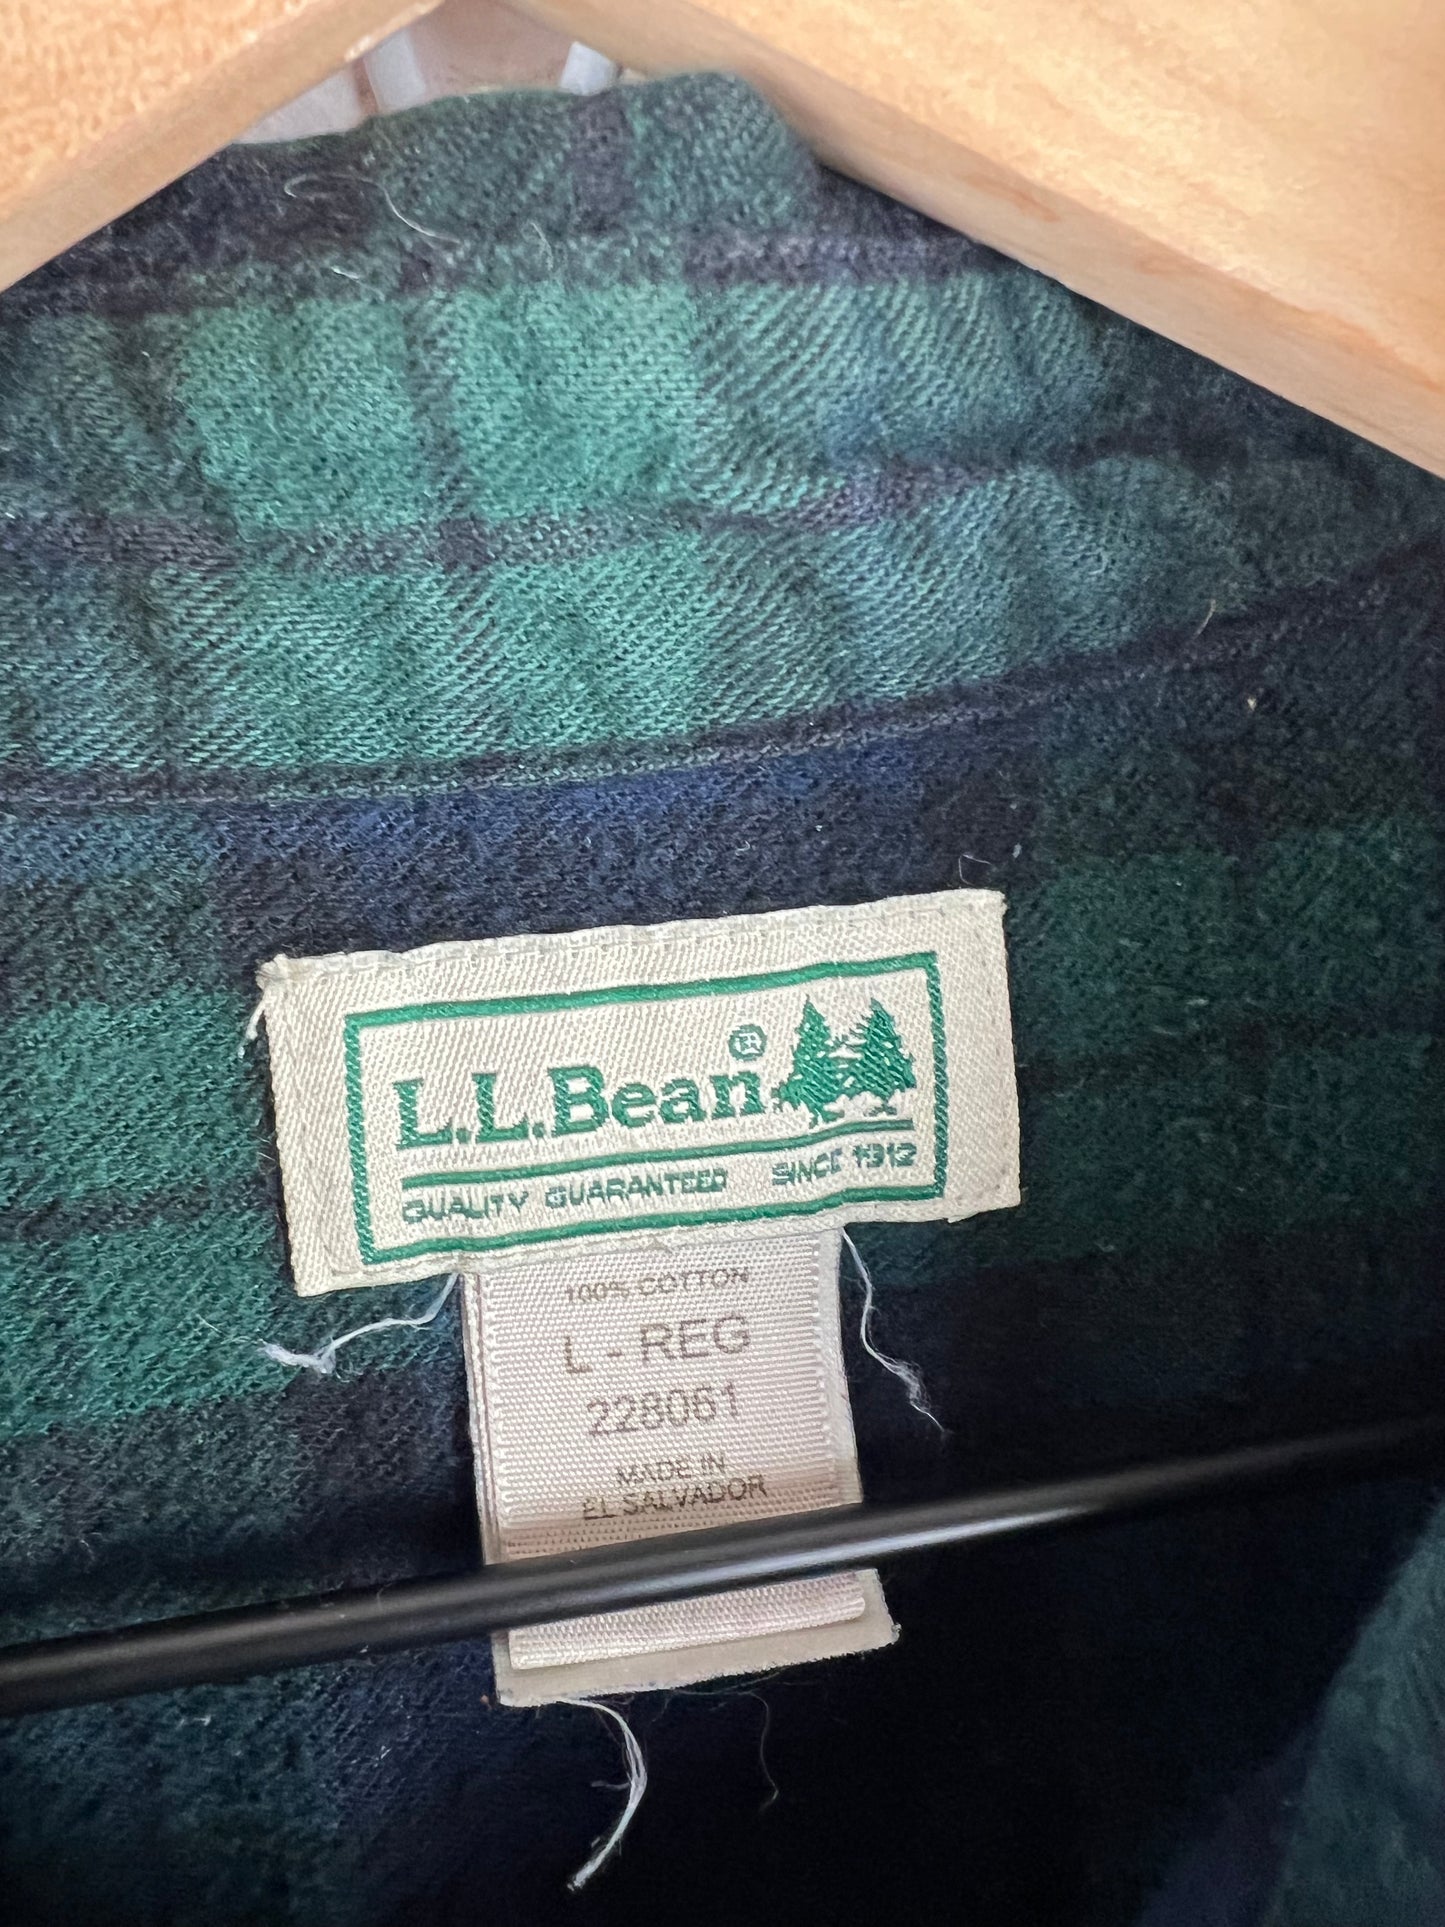 L.L.Bean®
QUALITY GUARANTEED SINCE 1912
100% COTTON
L - REG
228061
MADE IN
EL SALVADOR